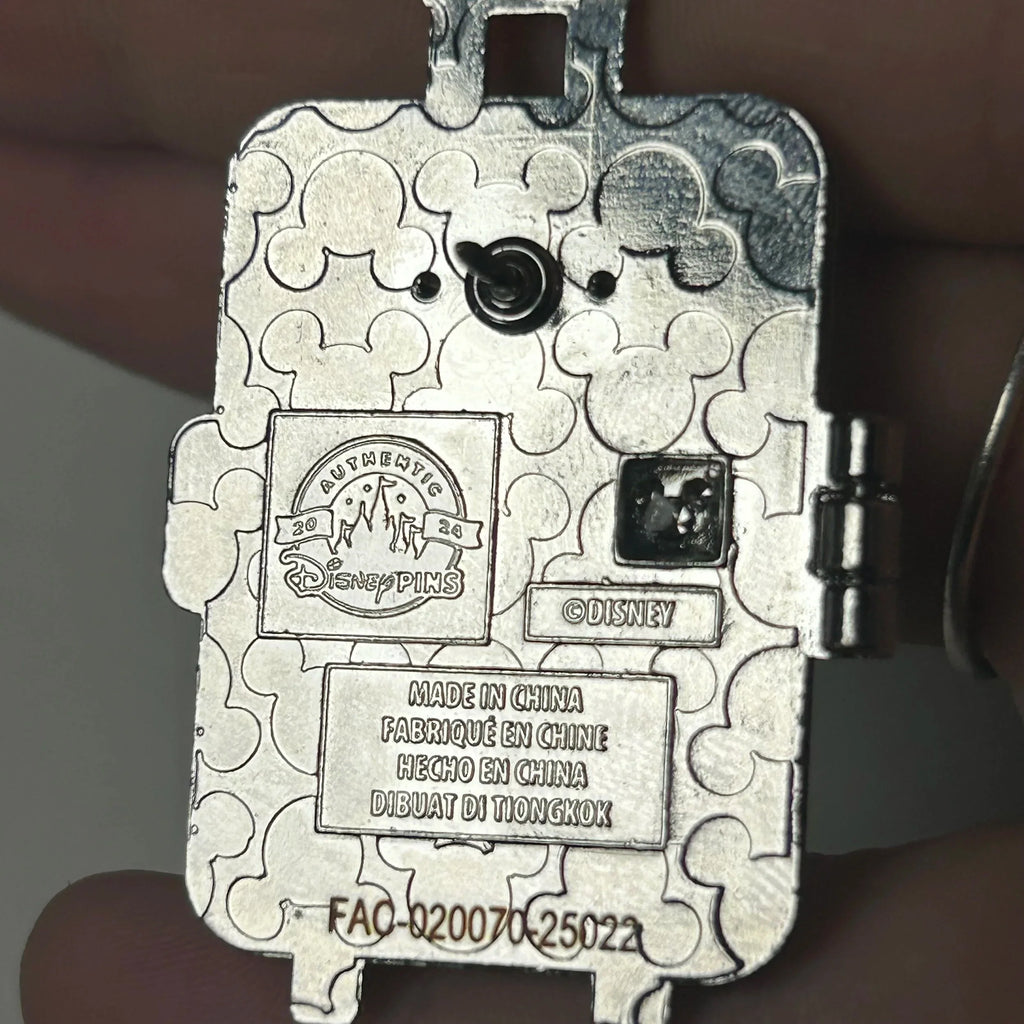 AUTHENTIC
20 24
DISNEY PINS
©DISNEY
MADE IN CHINA
FABRIQUÉ EN CHINE
HECHO EN CHINA
DIBUAT DI TIONGKOK
FAC-020070-25022